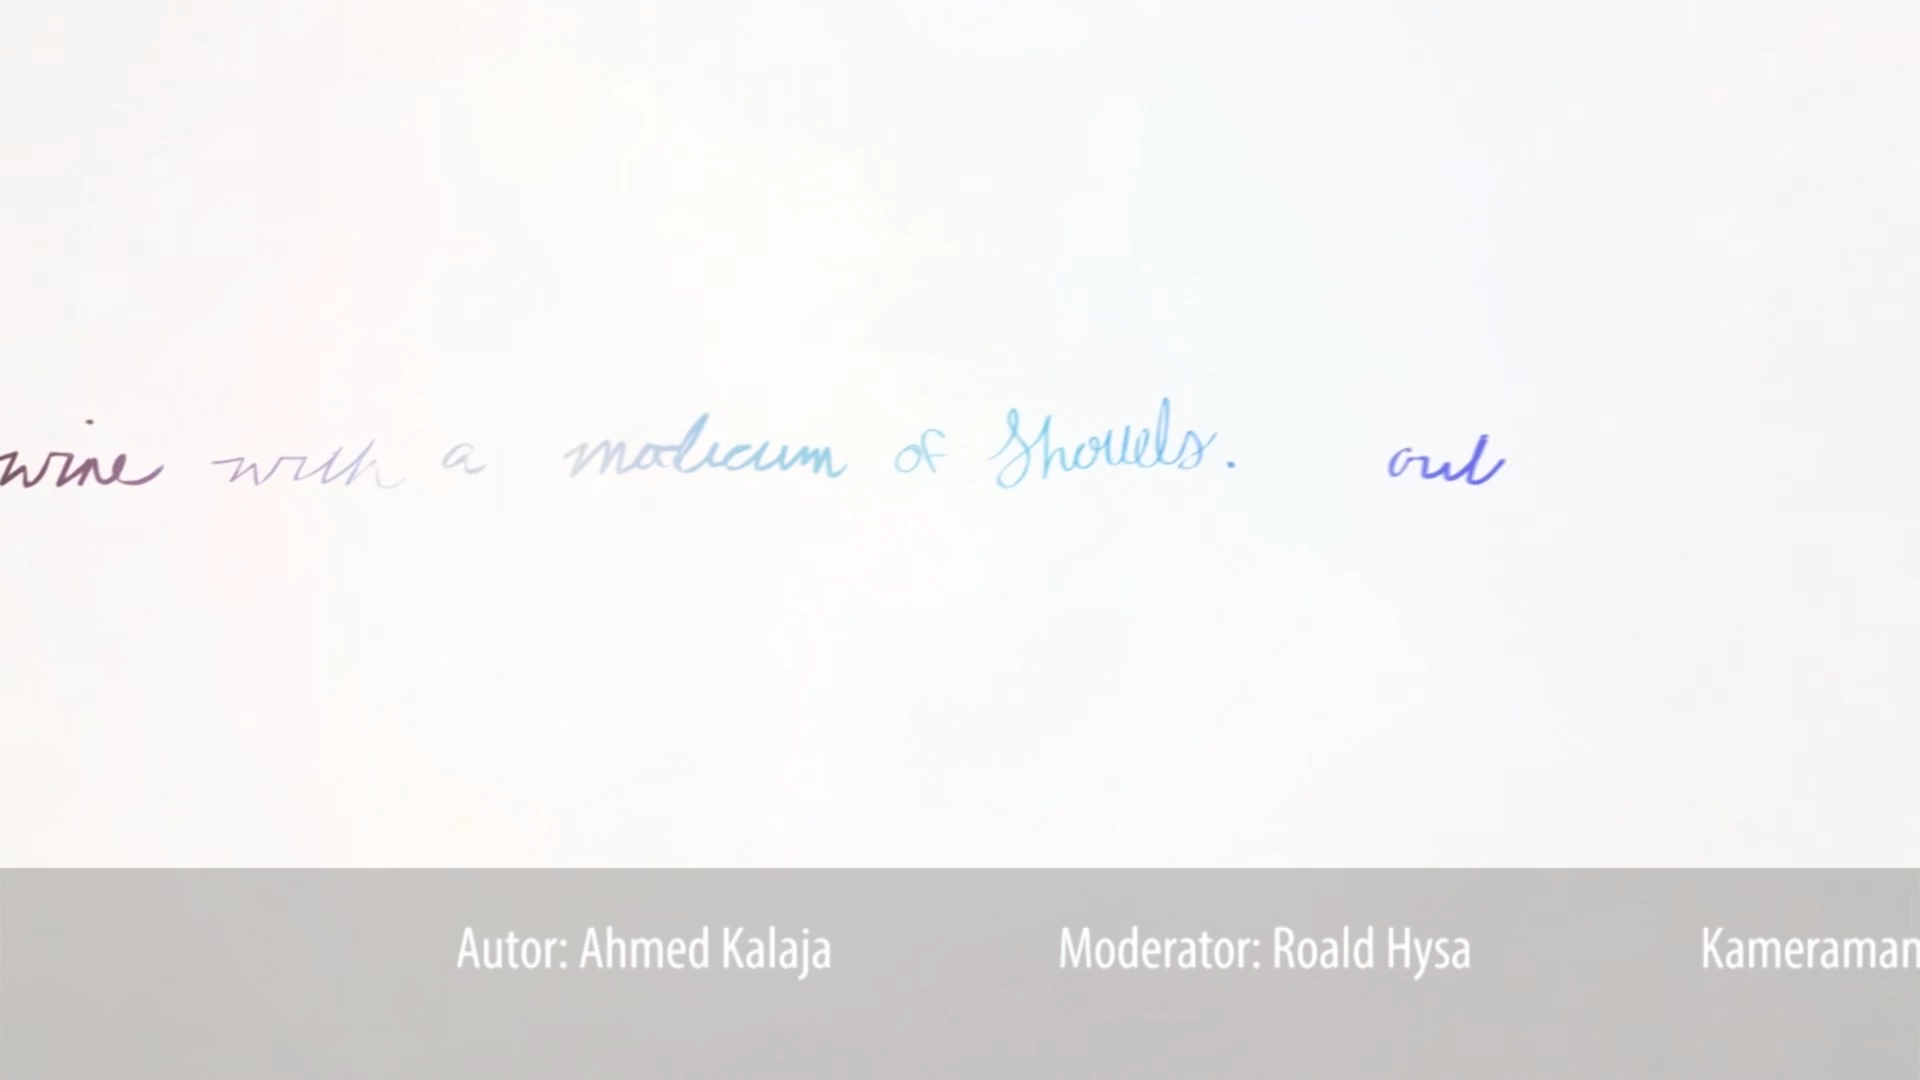 wine with a modicum of Shovels. out
Autor: Ahmed Kalaja Moderator: Roald Hysa Kameraman